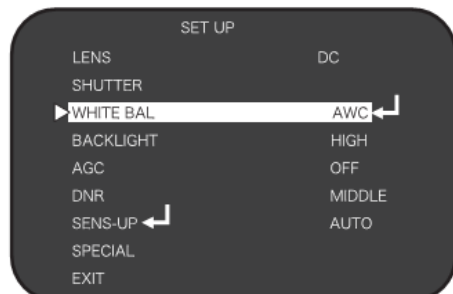 SET UP
LENS DC
SHUTTER
WHITE BAL AWC
BACKLIGHT HIGH
AGC OFF
DNR MIDDLE
SENS-UP AUTO
SPECIAL
EXIT